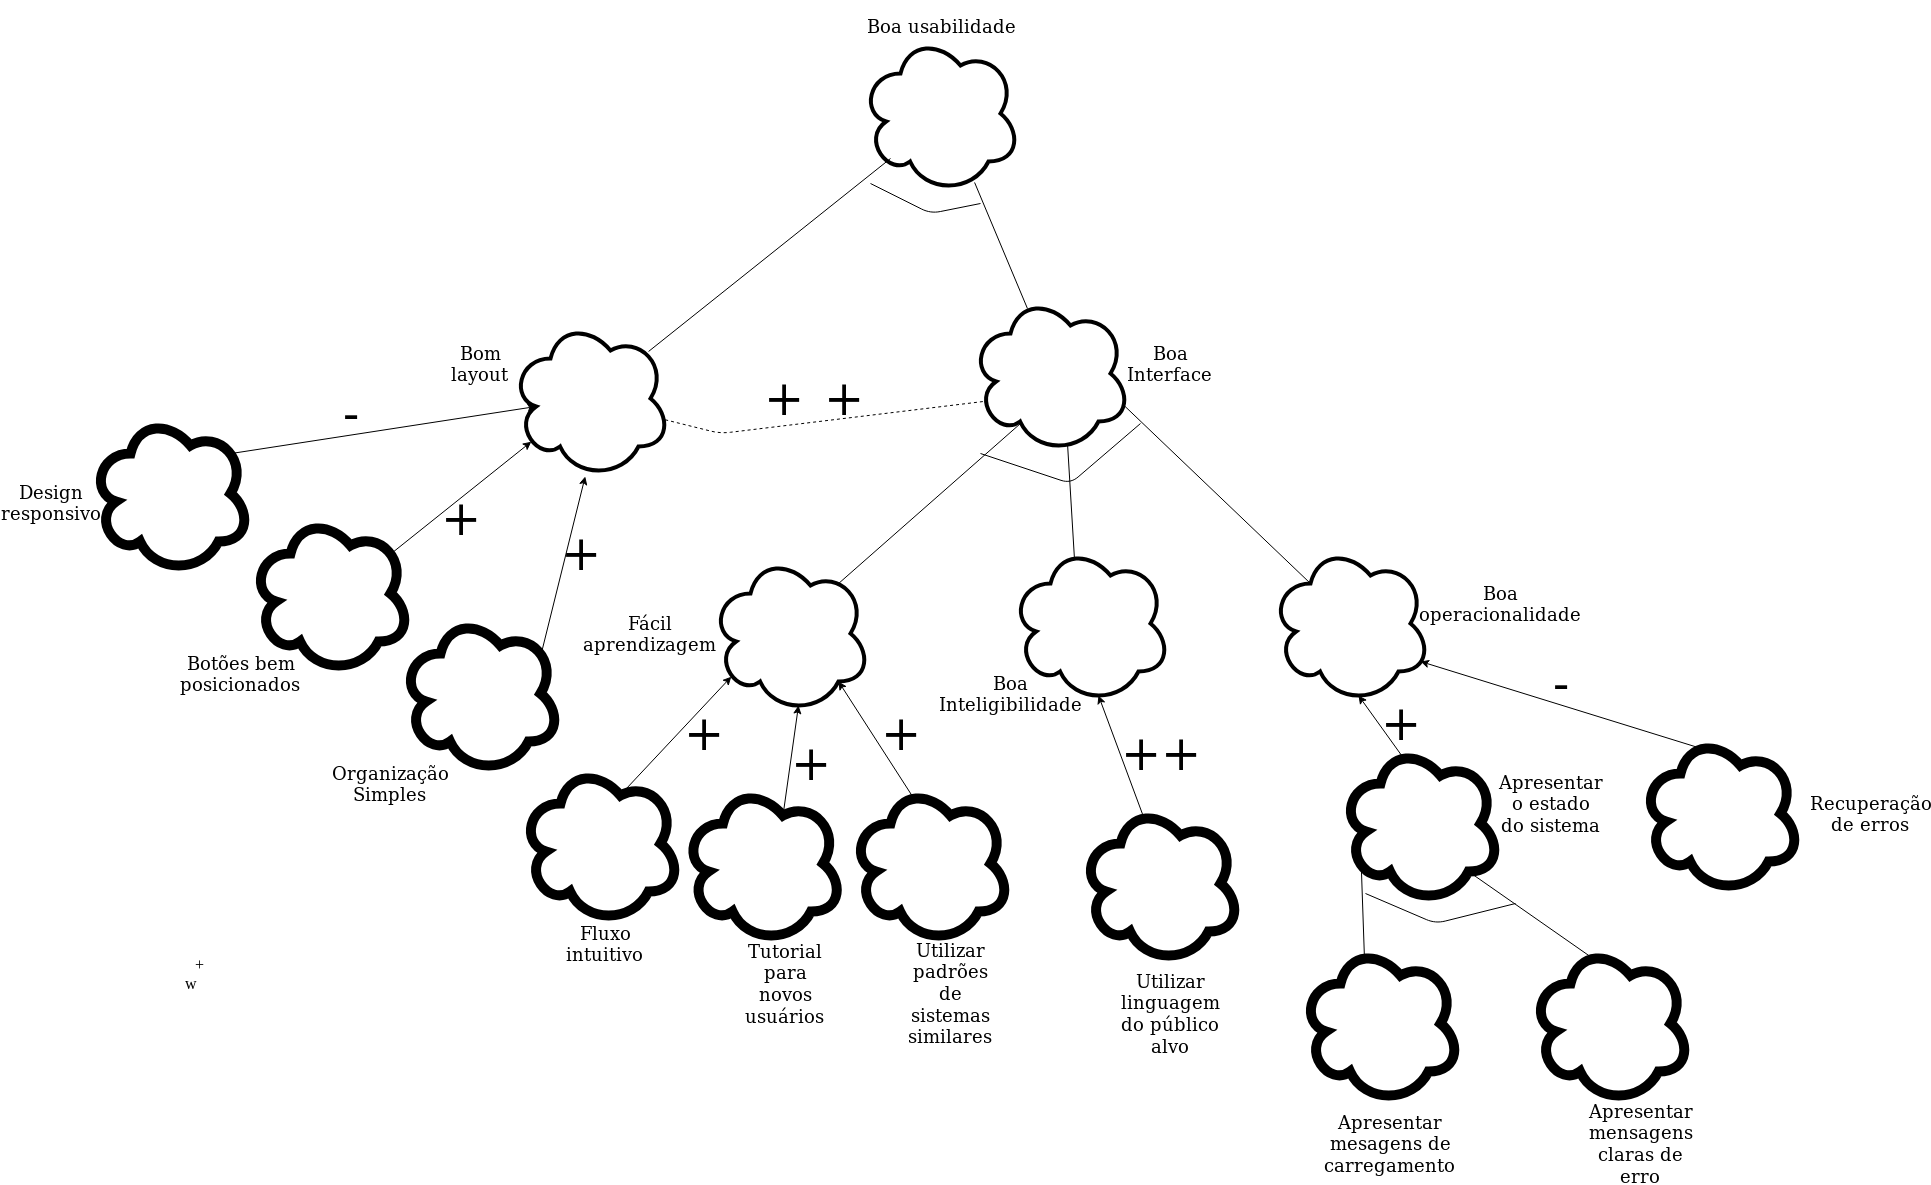 Boa usabilidade
Bom
layout
Boa
Interface
+ +
-
Design
responsivo
+
+
Botões bem
posicionados
Organização
Simples
Fácil
aprendizagem
Boa
Inteligibilidade
Boa
operacionalidade
+
+
+
++
+
-
Apresentar
o estado
do sistema
Recuperação
de erros
Fluxo
intuitivo
Tutorial
para
novos
usuários
Utilizar
padrões
de
sistemas
similares
Utilizar
linguagem
do público
alvo
+
w
Apresentar
mesagens de
carregamento
Apresentar
mensagens
claras de
erro